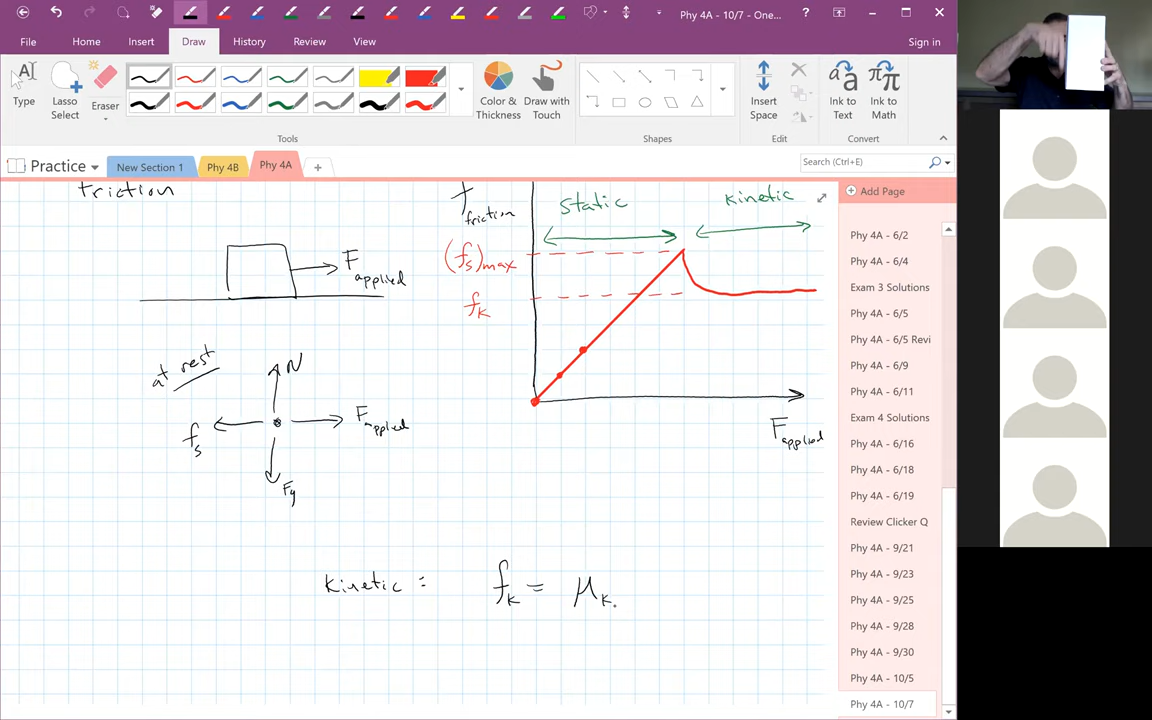 Phy 4A - 10/7 - One...
File Home Insert Draw History Review View Sign in
Type
Lasso Select
Eraser
Color & Thickness
Draw with Touch
Insert Space
Ink to Text
Ink to Math
Tools Shapes Edit Convert
Practice
New Section 1
Phy 4B
Phy 4A
Search (Ctrl+E)
Add Page
Phy 4A - 6/2
Phy 4A - 6/4
Exam 3 Solutions
Phy 4A - 6/5
Phy 4A - 6/5 Revi
Phy 4A - 6/9
Phy 4A - 6/11
Exam 4 Solutions
Phy 4A - 6/16
Phy 4A - 6/18
Phy 4A - 6/19
Review Clicker Q
Phy 4A - 9/21
Phy 4A - 9/23
Phy 4A - 9/25
Phy 4A - 9/28
Phy 4A - 9/30
Phy 4A - 10/5
Phy 4A - 10/7
friction
F applied
at rest
N
f s
F applied
Fg
f friction
static
kinetic
(fs)max
fk
F applied
kinetic : fk = μk